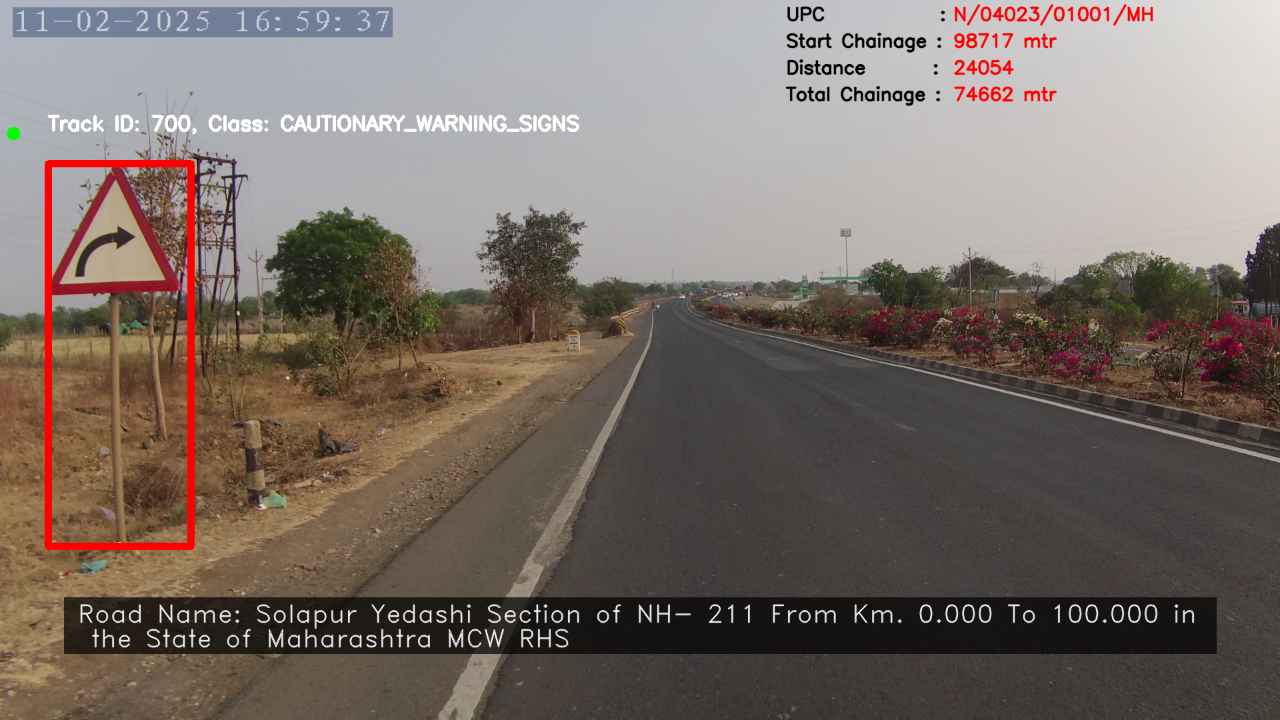 11-02-2025 16:59:37
UPC : N/04023/01001/MH
Start Chainage : 98717 mtr
Distance : 24054
Total Chainage : 74662 mtr
Track ID: 700, Class: CAUTIONARY_WARNING_SIGNS
Road Name: Solapur Yedashi Section of NH- 211 From Km. 0.000 To 100.000 in
the State of Maharashtra MCW RHS